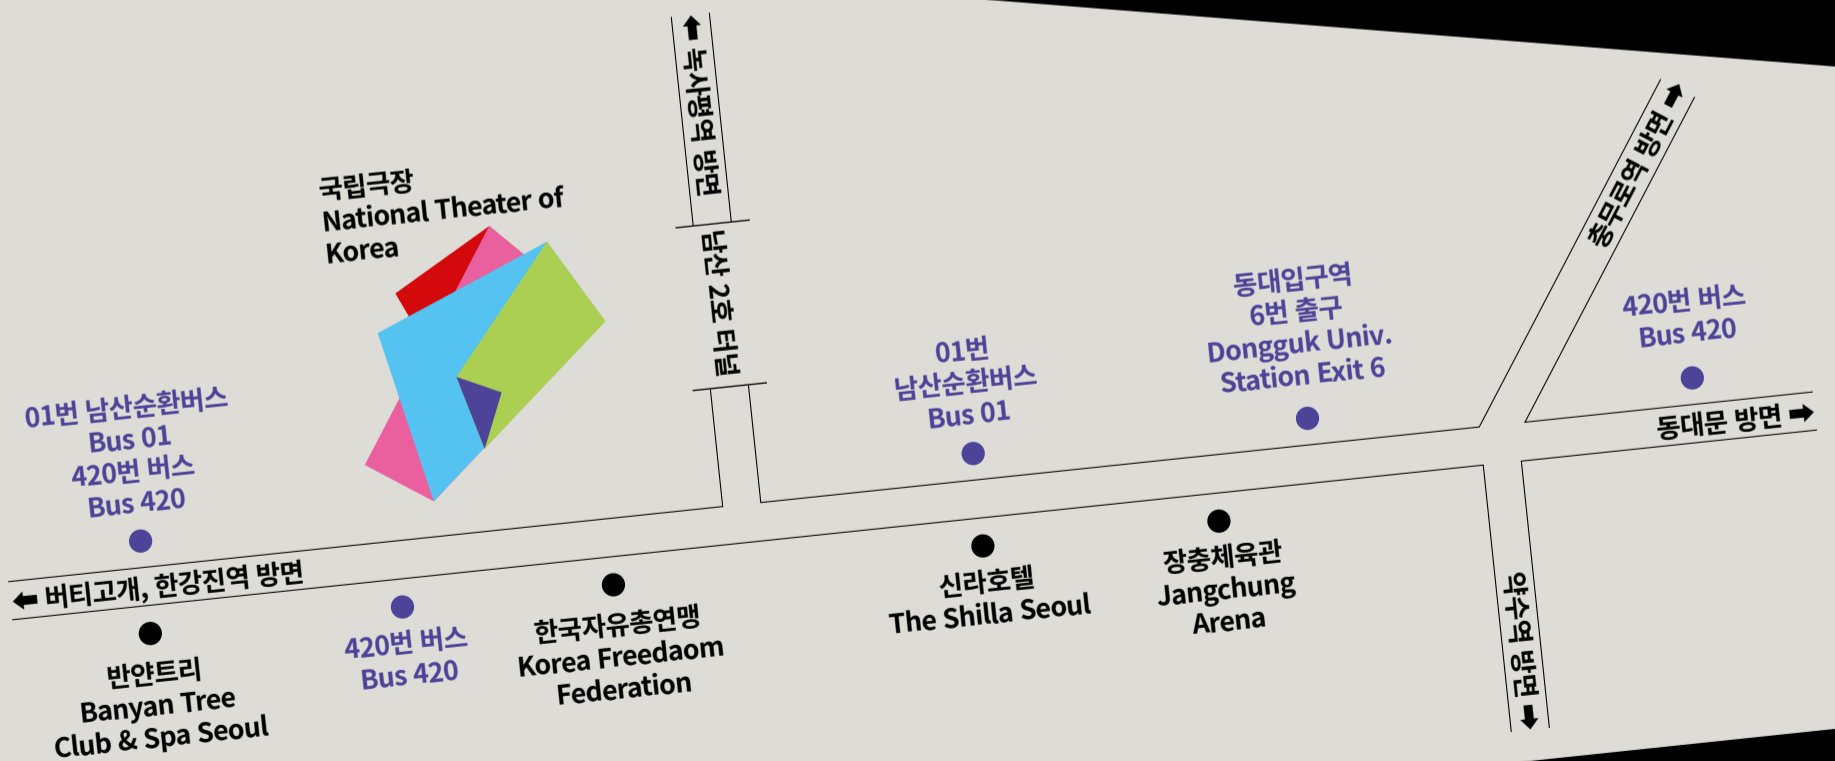 녹사평역 방면
충무로역 방면
국립극장
National Theater of
Korea
남산 2호 터널
동대입구역
6번 출구
Dongguk Univ.
Station Exit 6
420번 버스
Bus 420
01번
남산순환버스
Bus 01
01번 남산순환버스
Bus 01
420번 버스
Bus 420
동대문 방면
버티고개, 한강진역 방면
반얀트리
Banyan Tree
Club & Spa Seoul
420번 버스
Bus 420
한국자유총연맹
Korea Freedaom
Federation
신라호텔
The Shilla Seoul
장충체육관
Jangchung
Arena
약수역 방면